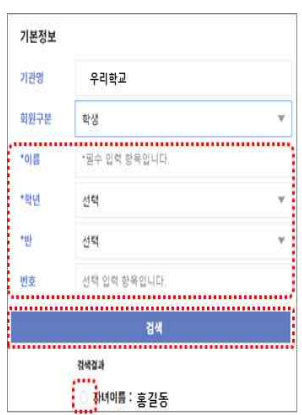 기본정보
기관명 우리학교
회원구분 학생
*이름 *필수 입력 항목입니다.
*학년 선택
*반 선택
번호 선택 입력 항목입니다.
검색
검색결과
자녀이름 : 홍길동